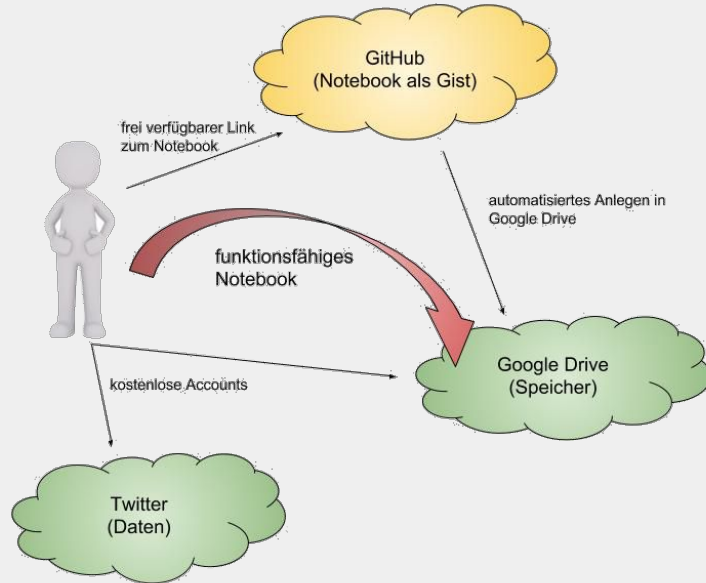 GitHub
(Notebook als Gist)
frei verfügbarer Link
zum Notebook
automatisiertes Anlegen in
Google Drive
funktionsfähiges
Notebook
Google Drive
(Speicher)
kostenlose Accounts
Twitter
(Daten)